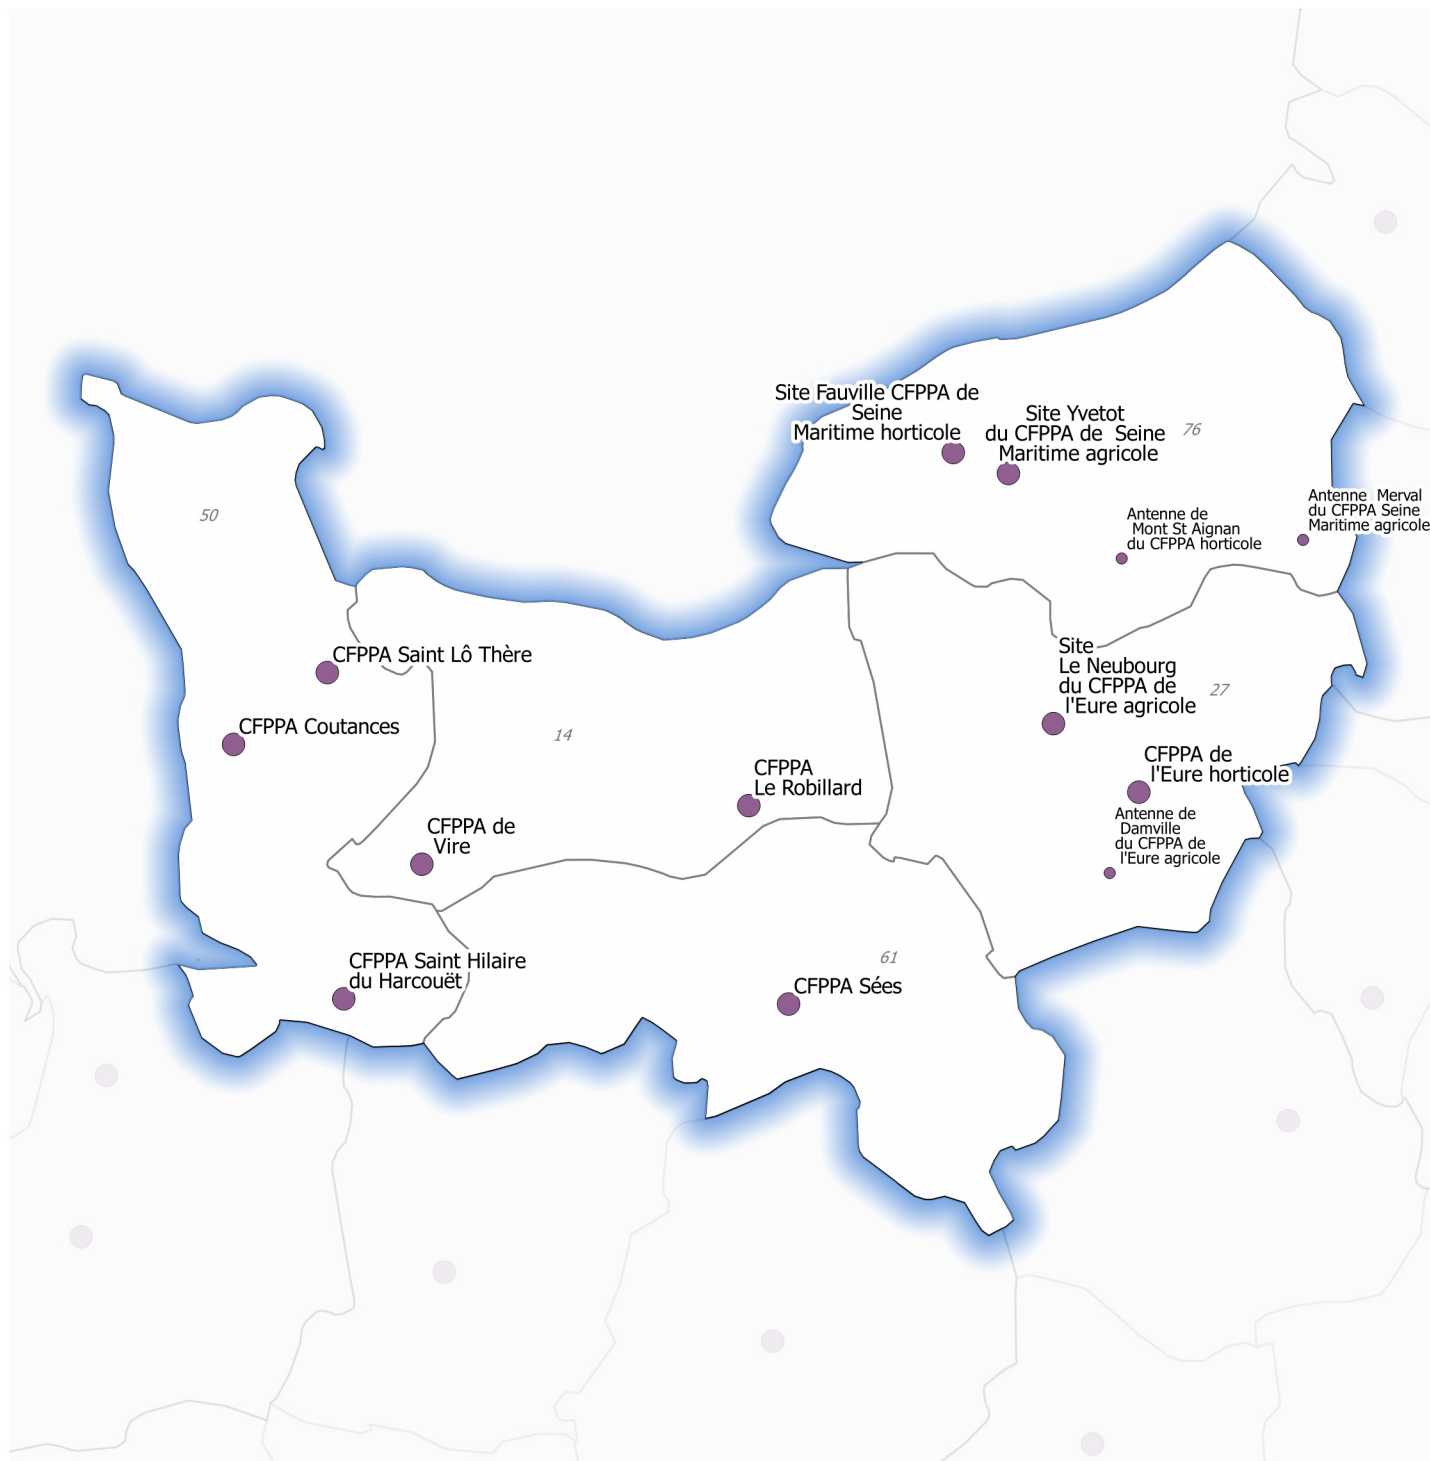 Site Fauville CFPPA de
Seine
Maritime horticole
Site Yvetot
du CFPPA de  Seine
Maritime agricole
76
Antenne  Merval
du CFPPA Seine
Maritime agricole
Antenne de
Mont St Aignan
du CFPPA horticole
50
CFPPA Saint Lô Thère
CFPPA Coutances
14
Site
Le Neubourg
du CFPPA de
l'Eure agricole
27
CFPPA
Le Robillard
CFPPA de
l'Eure horticole
Antenne de
Damville
du CFPPA de
l'Eure agricole
CFPPA de
Vire
CFPPA Saint Hilaire
du Harcouët
61
CFPPA Sées